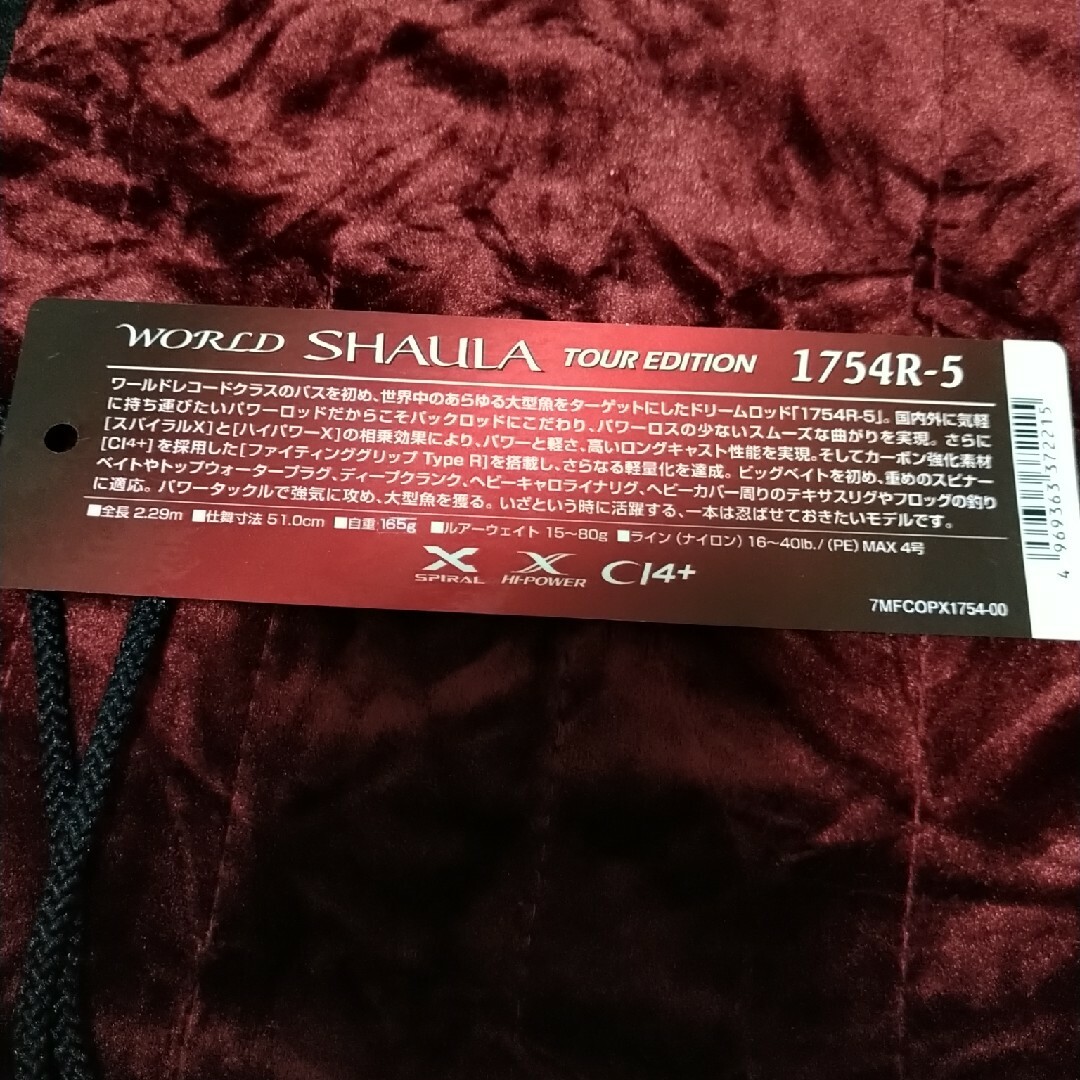 WORLD SHAULA TOUR EDITION 1754R-5
ワールドレコードクラスのバスを初め、世界中のあらゆる大型魚をターゲットにしたドリームロッド「1754R-5」。国内外に気軽
に持ち運びたいパワーロッドだからこそパックロッドにこだわり、パワーロスの少ないスムーズな曲がりを実現。さらに
[スパイラルX]と[ハイパワーX]の相乗効果により、パワーと軽さ、高いロングキャスト性能を実現。そしてカーボン強化素材
[CI4+]を採用した[ファイティンググリップ Type R]を搭載し、さらなる軽量化を達成。ビッグベイトを初め、重めのスピナー
ベイトやトップウォータープラグ、ディープクランク、ヘビーキャロライナリグ、ヘビーカバー周りのテキサスリグやフロッグの釣り
に適応。パワータックルで強気に攻め、大型魚を獲る。いざという時に活躍する、一本は忍ばせておきたいモデルです。
■全長 2.29m ■仕舞寸法 51.0cm ■自重 165g ■ルアーウェイト 15～80g ■ライン（ナイロン）16～40lb./（PE）MAX 4号
X SPIRAL X HI-POWER CI4+
7MFCOPX1754-00
4 969363 372215